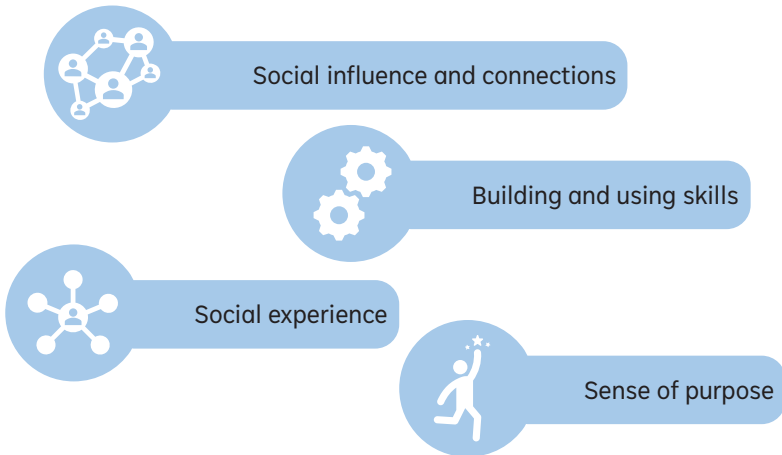 Social influence and connections
Building and using skills
Social experience
Sense of purpose